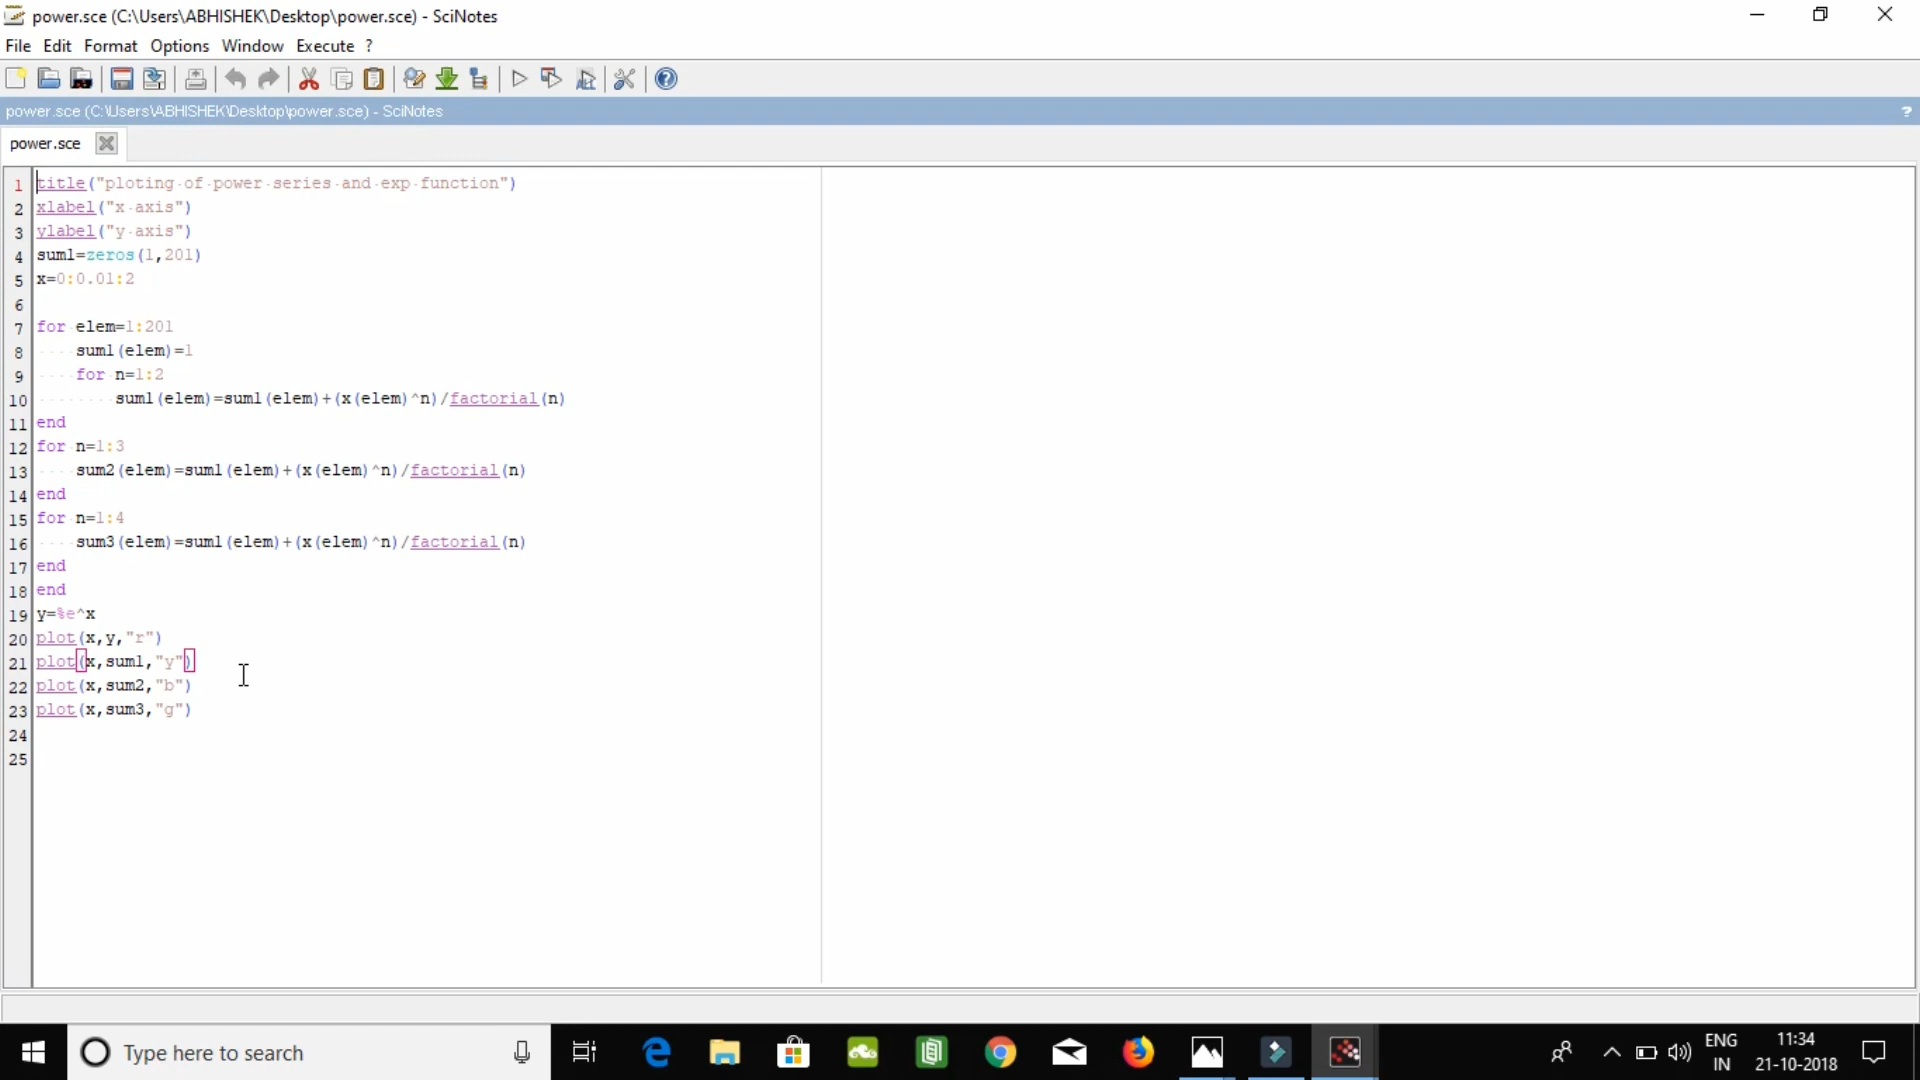 power.sce (C:\Users\ABHISHEK\Desktop\power.sce) - SciNotes
File Edit Format Options Window Execute ?
power.sce (C:\Users\ABHISHEK\Desktop\power.sce) - SciNotes ?
power.sce
1 title("ploting of power series and exp function")
2 xlabel("x axis")
3 ylabel("y axis")
4 sum1=zeros(1,201)
5 x=0:0.01:2
6
7 for elem=1:201
8 sum1(elem)=1
9 for n=1:2
10 sum1(elem)=sum1(elem)+(x(elem)^n)/factorial(n)
11 end
12 for n=1:3
13 sum2(elem)=sum1(elem)+(x(elem)^n)/factorial(n)
14 end
15 for n=1:4
16 sum3(elem)=sum1(elem)+(x(elem)^n)/factorial(n)
17 end
18 end
19 y=%e^x
20 plot(x,y,"r")
21 plot(x,sum1,"y")
22 plot(x,sum2,"b")
23 plot(x,sum3,"g")
24
25
Type here to search
ENG 11:34
IN 21-10-2018